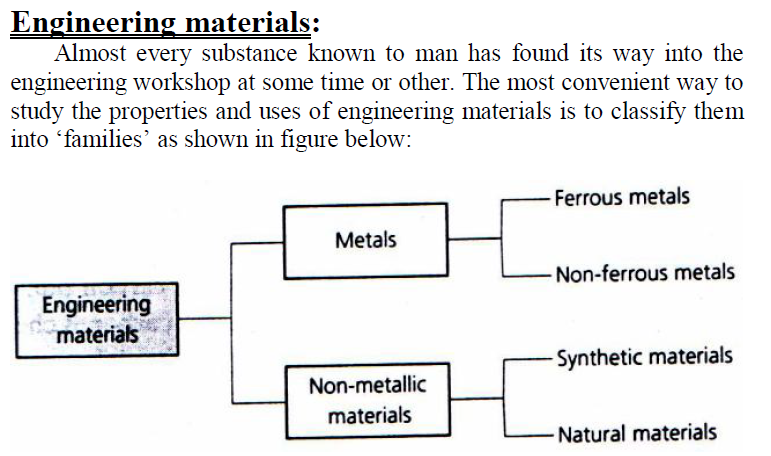 Engineering materials:
Almost every substance known to man has found its way into the
engineering workshop at some time or other. The most convenient way to
study the properties and uses of engineering materials is to classify them
into ‘families’ as shown in figure below:
Engineering
materials
Metals
Ferrous metals
Non-ferrous metals
Non-metallic
materials
Synthetic materials
Natural materials